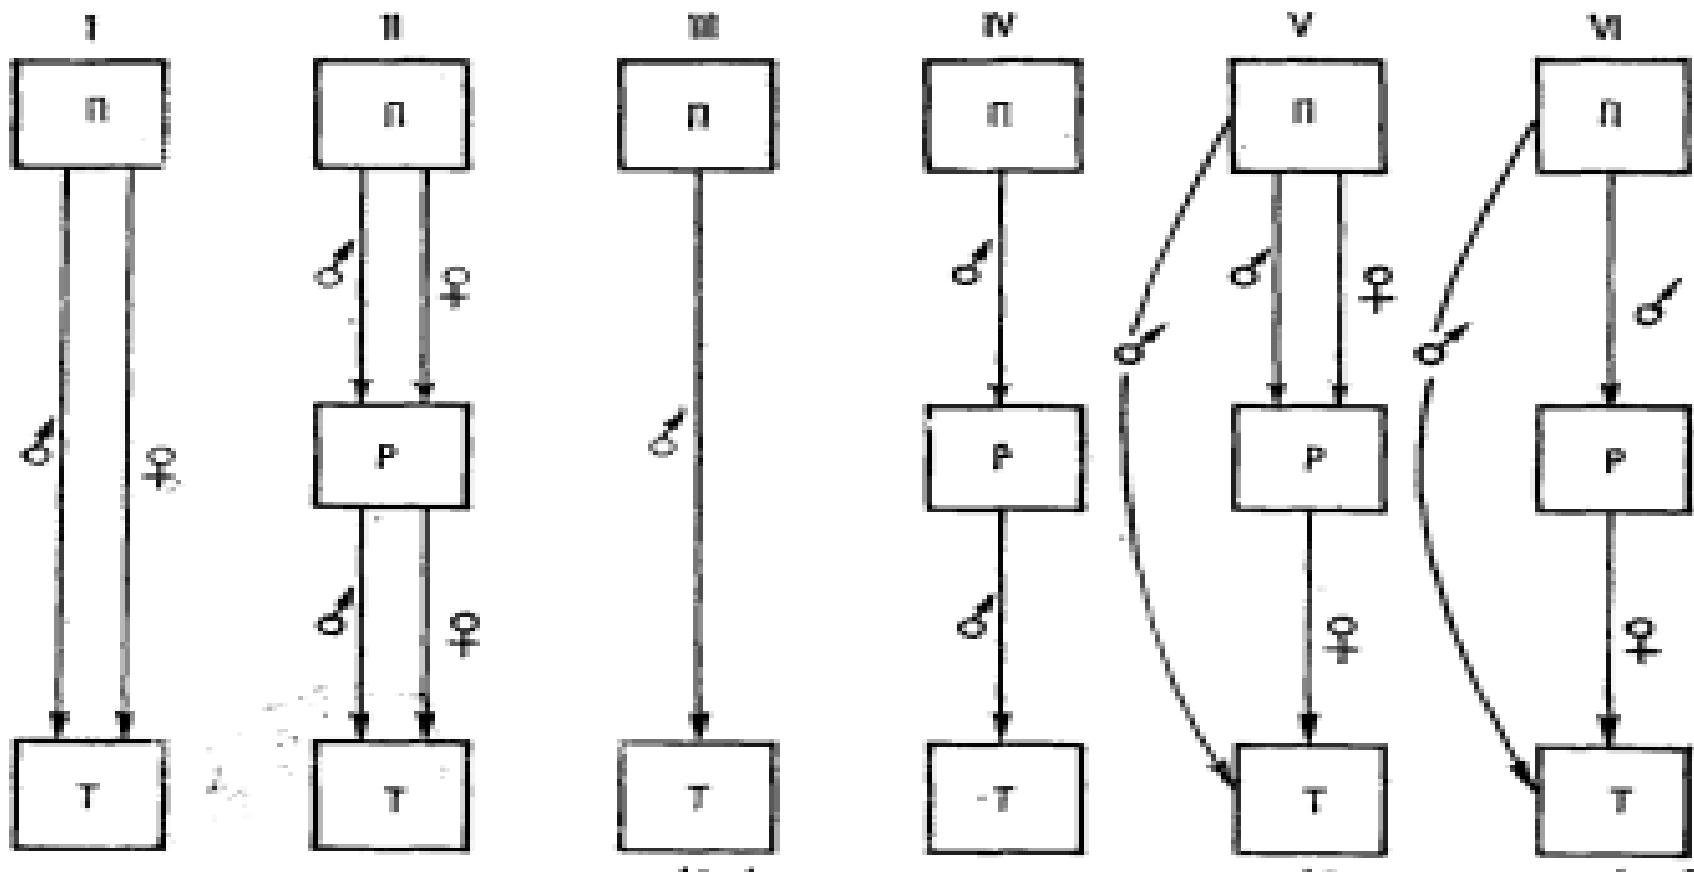 I II III IV V VI
П П П П П П
♂ ♀ ♂ ♂ ♀ ♂
♂ ♂
♂ ♀ ♂
P P P P
♂ ♀ ♂ ♀ ♀
T T T T T T